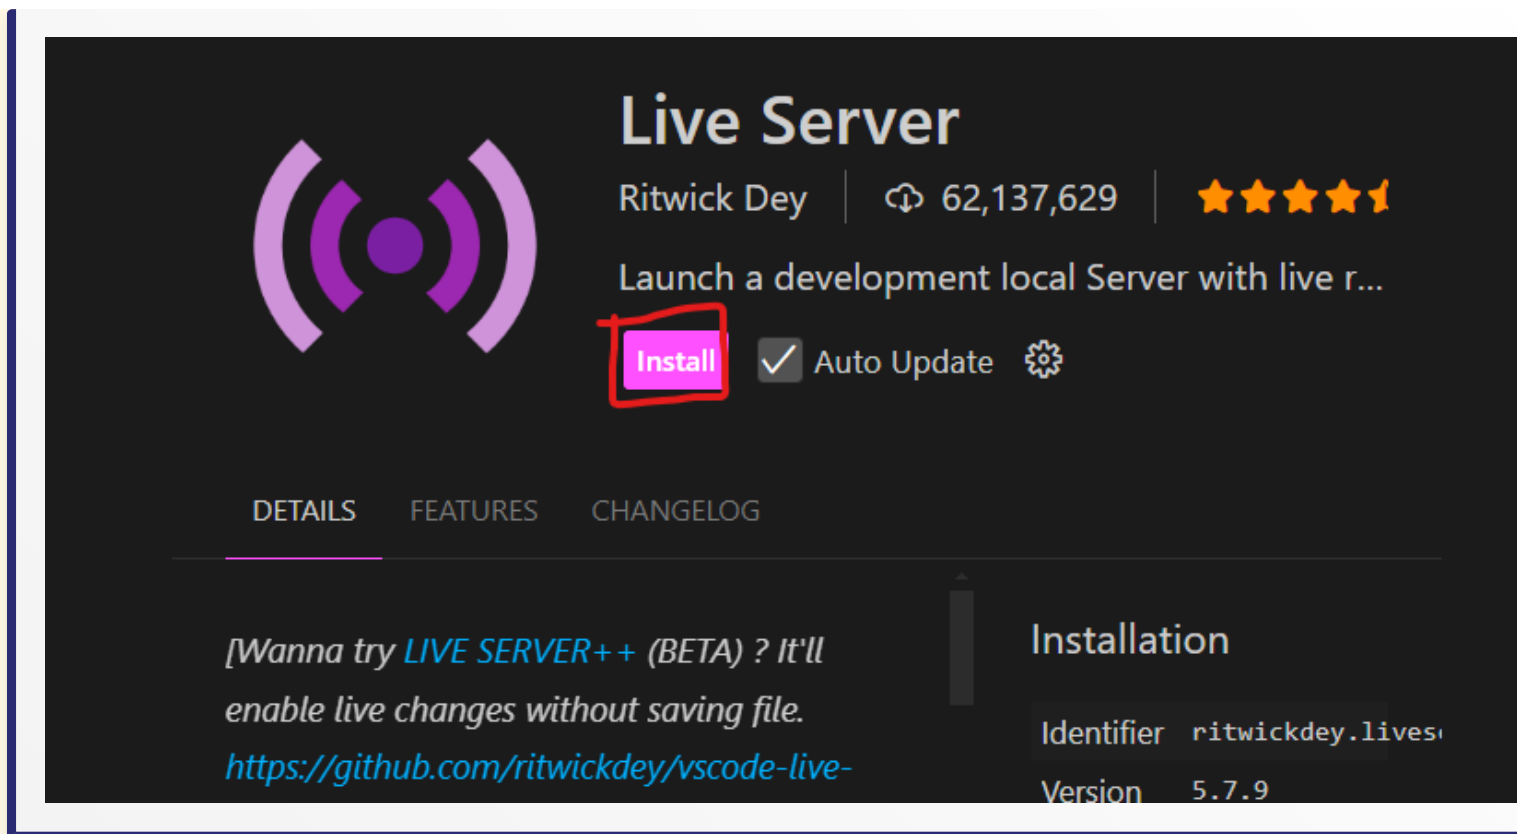 Live Server
Ritwick Dey 62,137,629
Launch a development local Server with live r...
Install Auto Update
DETAILS FEATURES CHANGELOG
[Wanna try LIVE SERVER++ (BETA) ? It'll
enable live changes without saving file.
https://github.com/ritwickdey/vscode-live-
Installation
Identifier ritwickdey.lives
Version 5.7.9